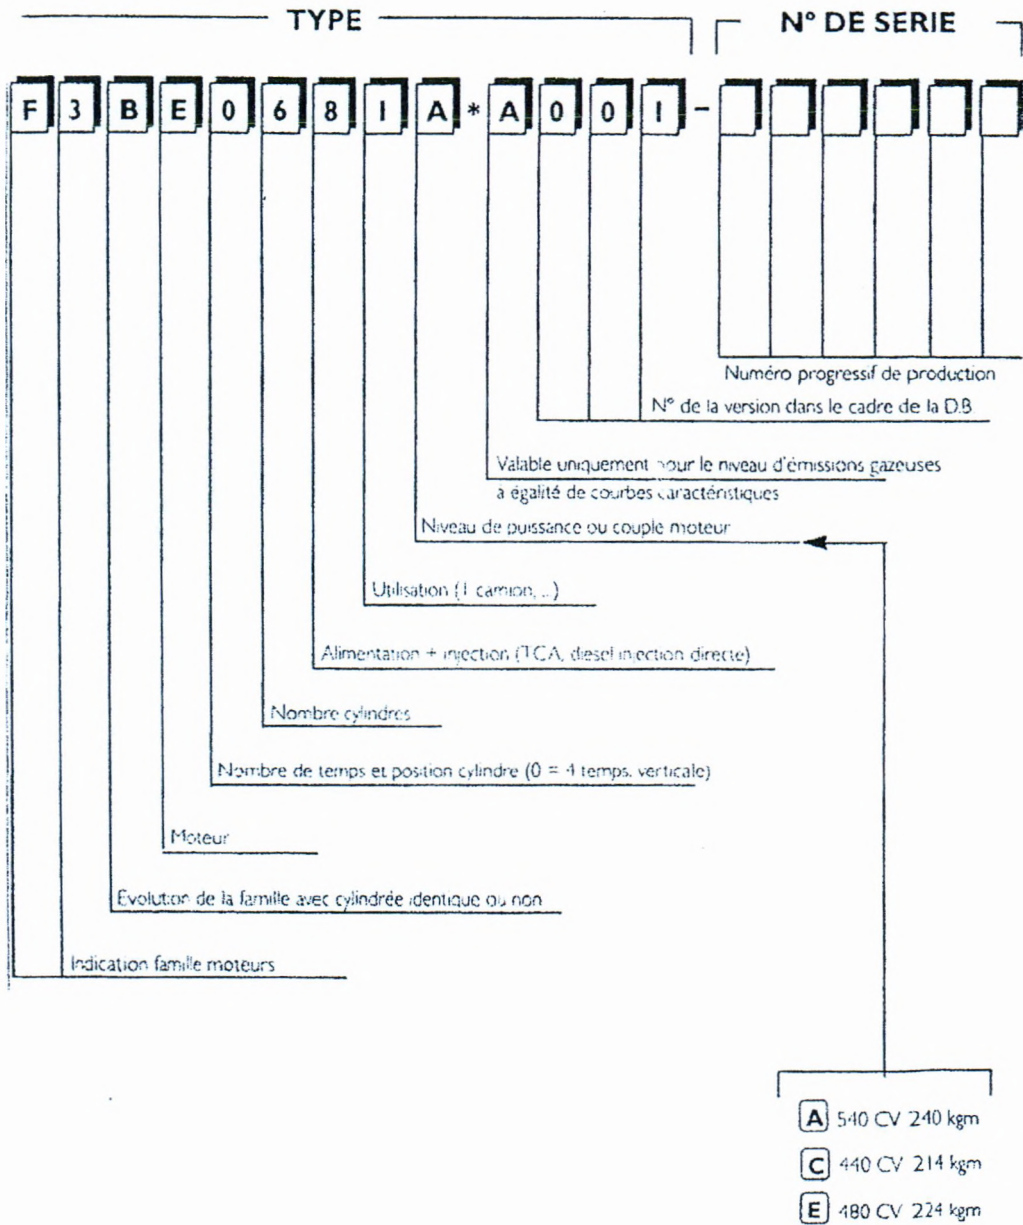 TYPE
N° DE SERIE
F 3 B E 0 6 8 I A * A 0 0 I -
Numéro progressif de production
N° de la version dans le cadre de la D.B
Valable uniquement pour le niveau d'émissions gazeuses
a égalité de courbes caractéristiques
Niveau de puissance ou couple moteur
Utilisation (1 camion, ...)
Alimentation + injection (TCA, diesel injection directe)
Nombre cylindres
Nombre de temps et position cylindre (0 = 4 temps, verticale)
Moteur
Evolution de la famille avec cylindrée identique ou non
Indication famille moteurs
A 540 CV 240 kgm
C 440 CV 214 kgm
E 480 CV 224 kgm